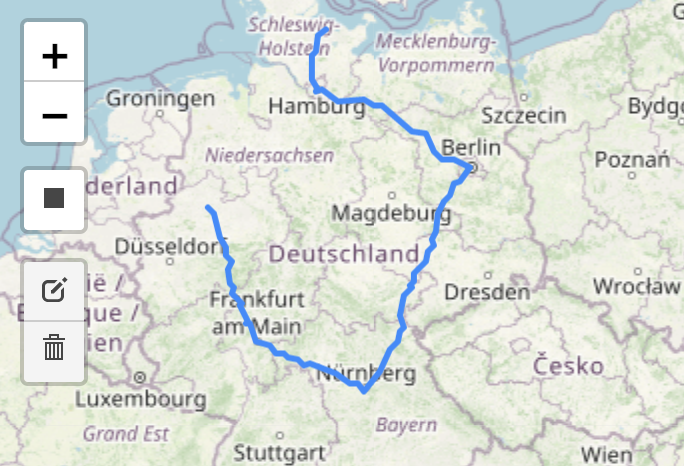 Schleswig-
Holstein
Mecklenburg-
Vorpommern
+
Groningen
Hamburg
Szczecin
−
Berlin
Niedersachsen
Poznań
derland
Magdeburg
Düsseldorf
Deutschland
ië /
Dresden
Wrocław
Frankfurt
am Main
que /
ien
Nürnberg
Česko
Luxembourg
Bayern
Grand Est
Stuttgart
Wien